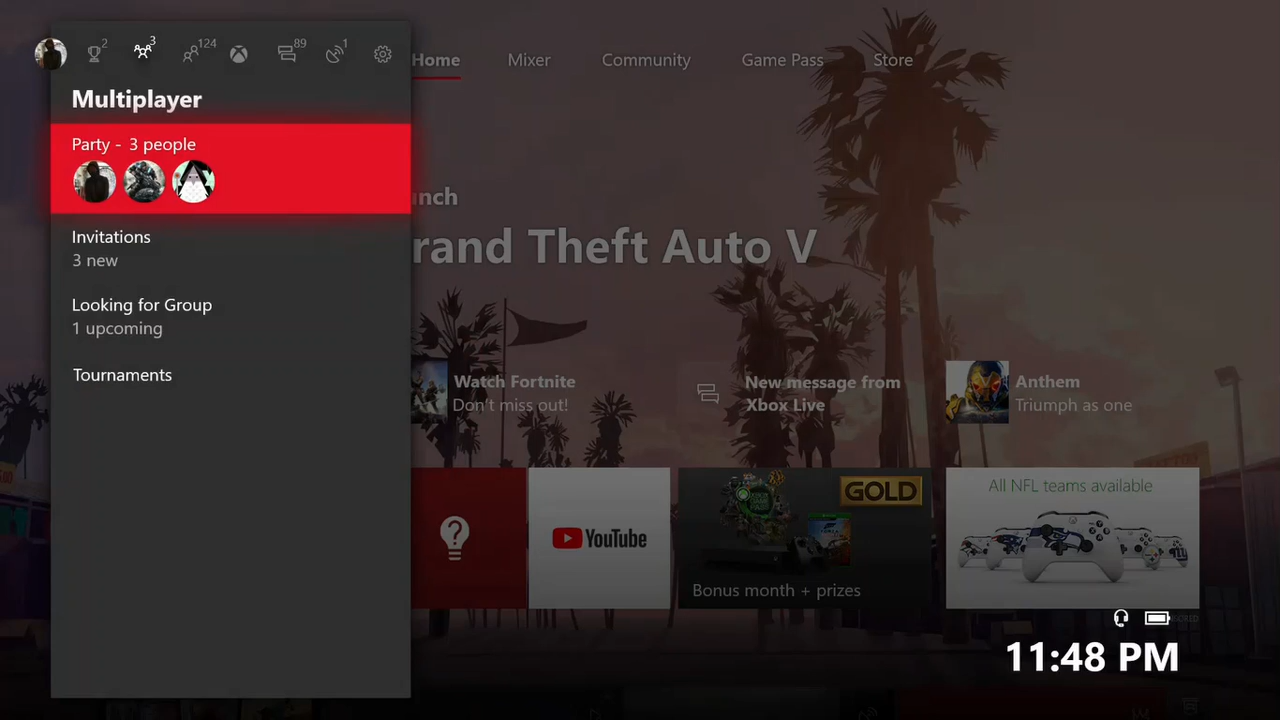 2
3
124
89
1
Home
Mixer
Community
Game Pass
Store
Multiplayer
Party - 3 people
Invitations
3 new
Looking for Group
1 upcoming
Tournaments
unch
rand Theft Auto V
Watch Fortnite
Don't miss out!
New message from
Xbox Live
Anthem
Triumph as one
YouTube
GOLD
Bonus month + prizes
All NFL teams available
11:48 PM